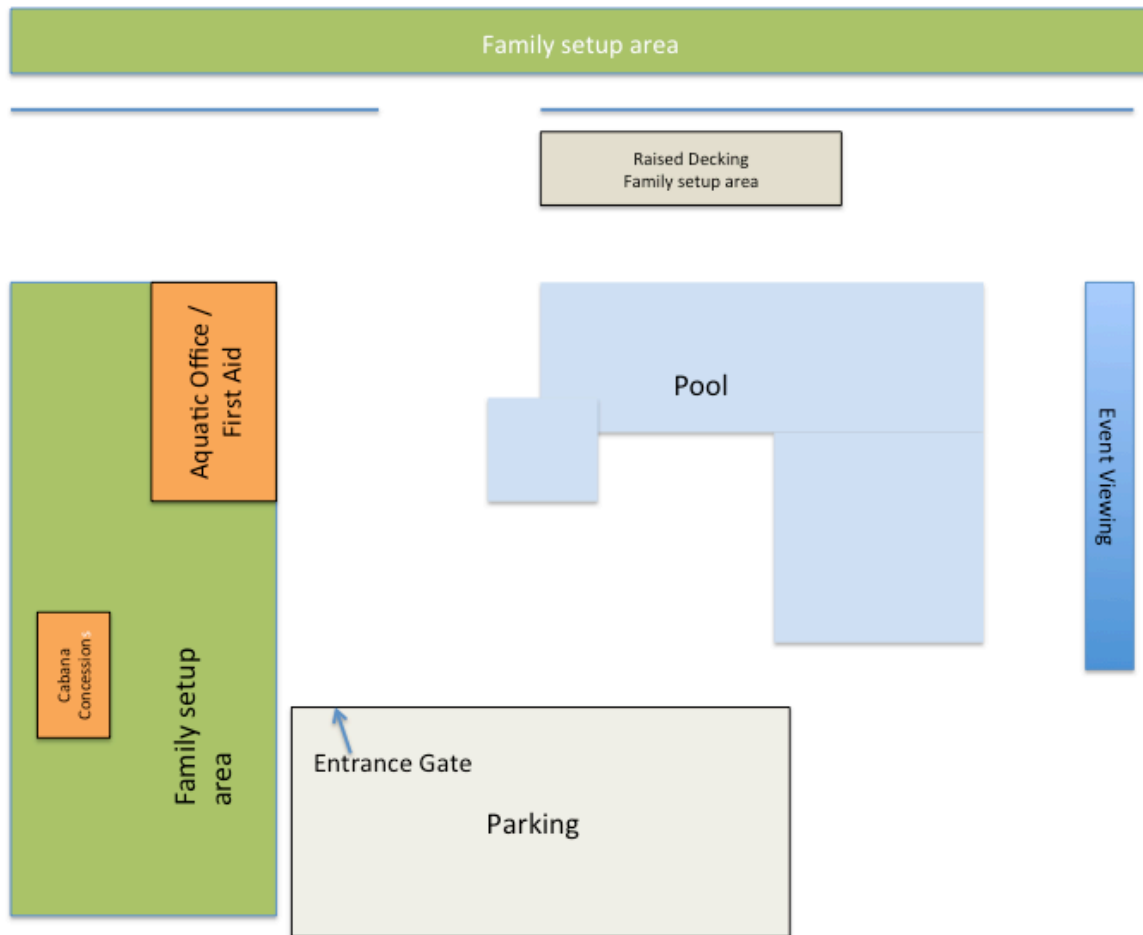 Family setup area
Raised Decking
Family setup area
Aquatic Office /
First Aid
Pool
Event Viewing
Cabana
Concessions
Family setup
area
Entrance Gate
Parking